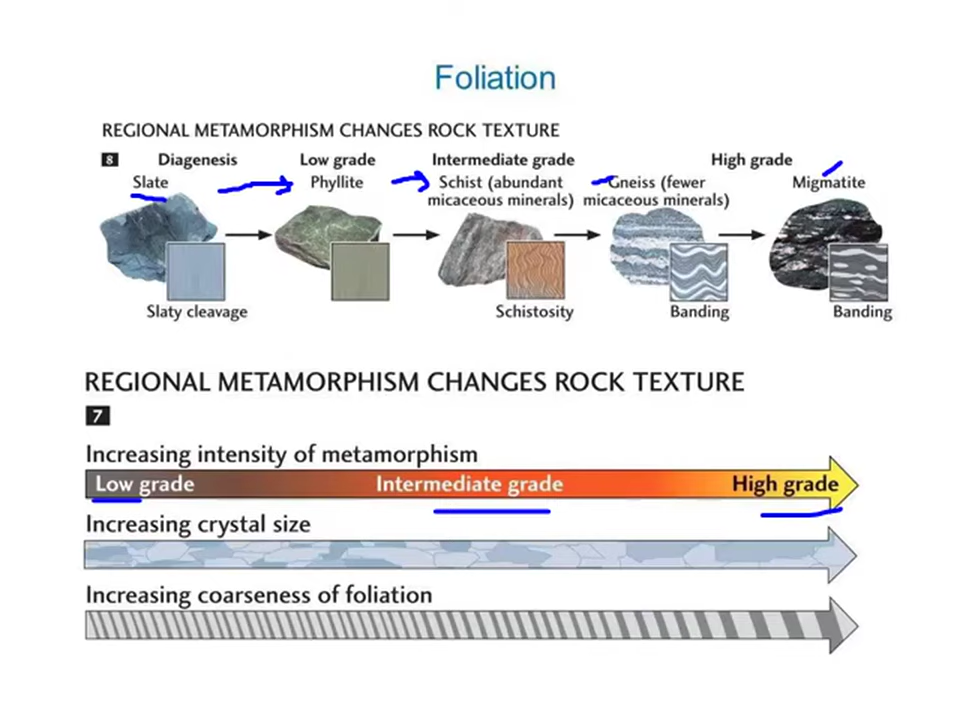 Foliation
REGIONAL METAMORPHISM CHANGES ROCK TEXTURE
8 Diagenesis Low grade Intermediate grade High grade
Slate Phyllite Schist (abundant micaceous minerals) Gneiss (fewer micaceous minerals) Migmatite
Slaty cleavage Schistosity Banding Banding
REGIONAL METAMORPHISM CHANGES ROCK TEXTURE
7
Increasing intensity of metamorphism
Low grade Intermediate grade High grade
Increasing crystal size
Increasing coarseness of foliation